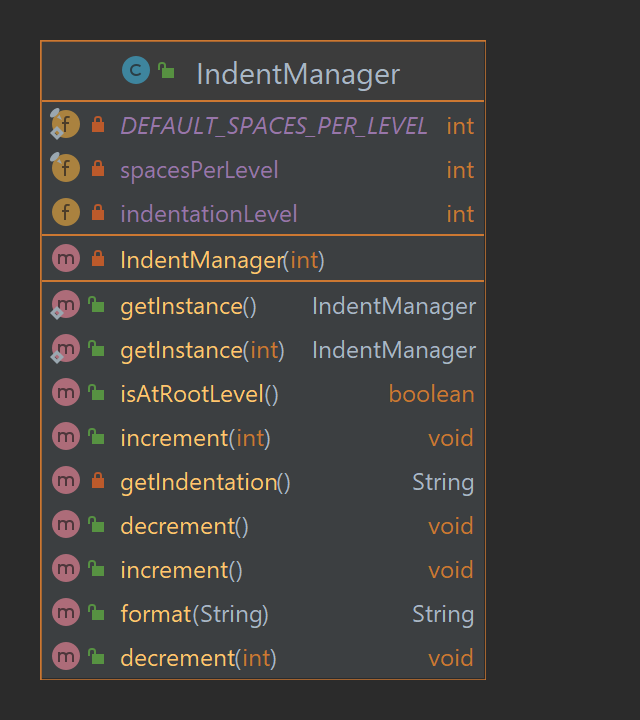 C IndentManager
f DEFAULT_SPACES_PER_LEVEL int
f spacesPerLevel int
f indentationLevel int
m IndentManager(int)
m getInstance() IndentManager
m getInstance(int) IndentManager
m isAtRootLevel() boolean
m increment(int) void
m getIndentation() String
m decrement() void
m increment() void
m format(String) String
m decrement(int) void